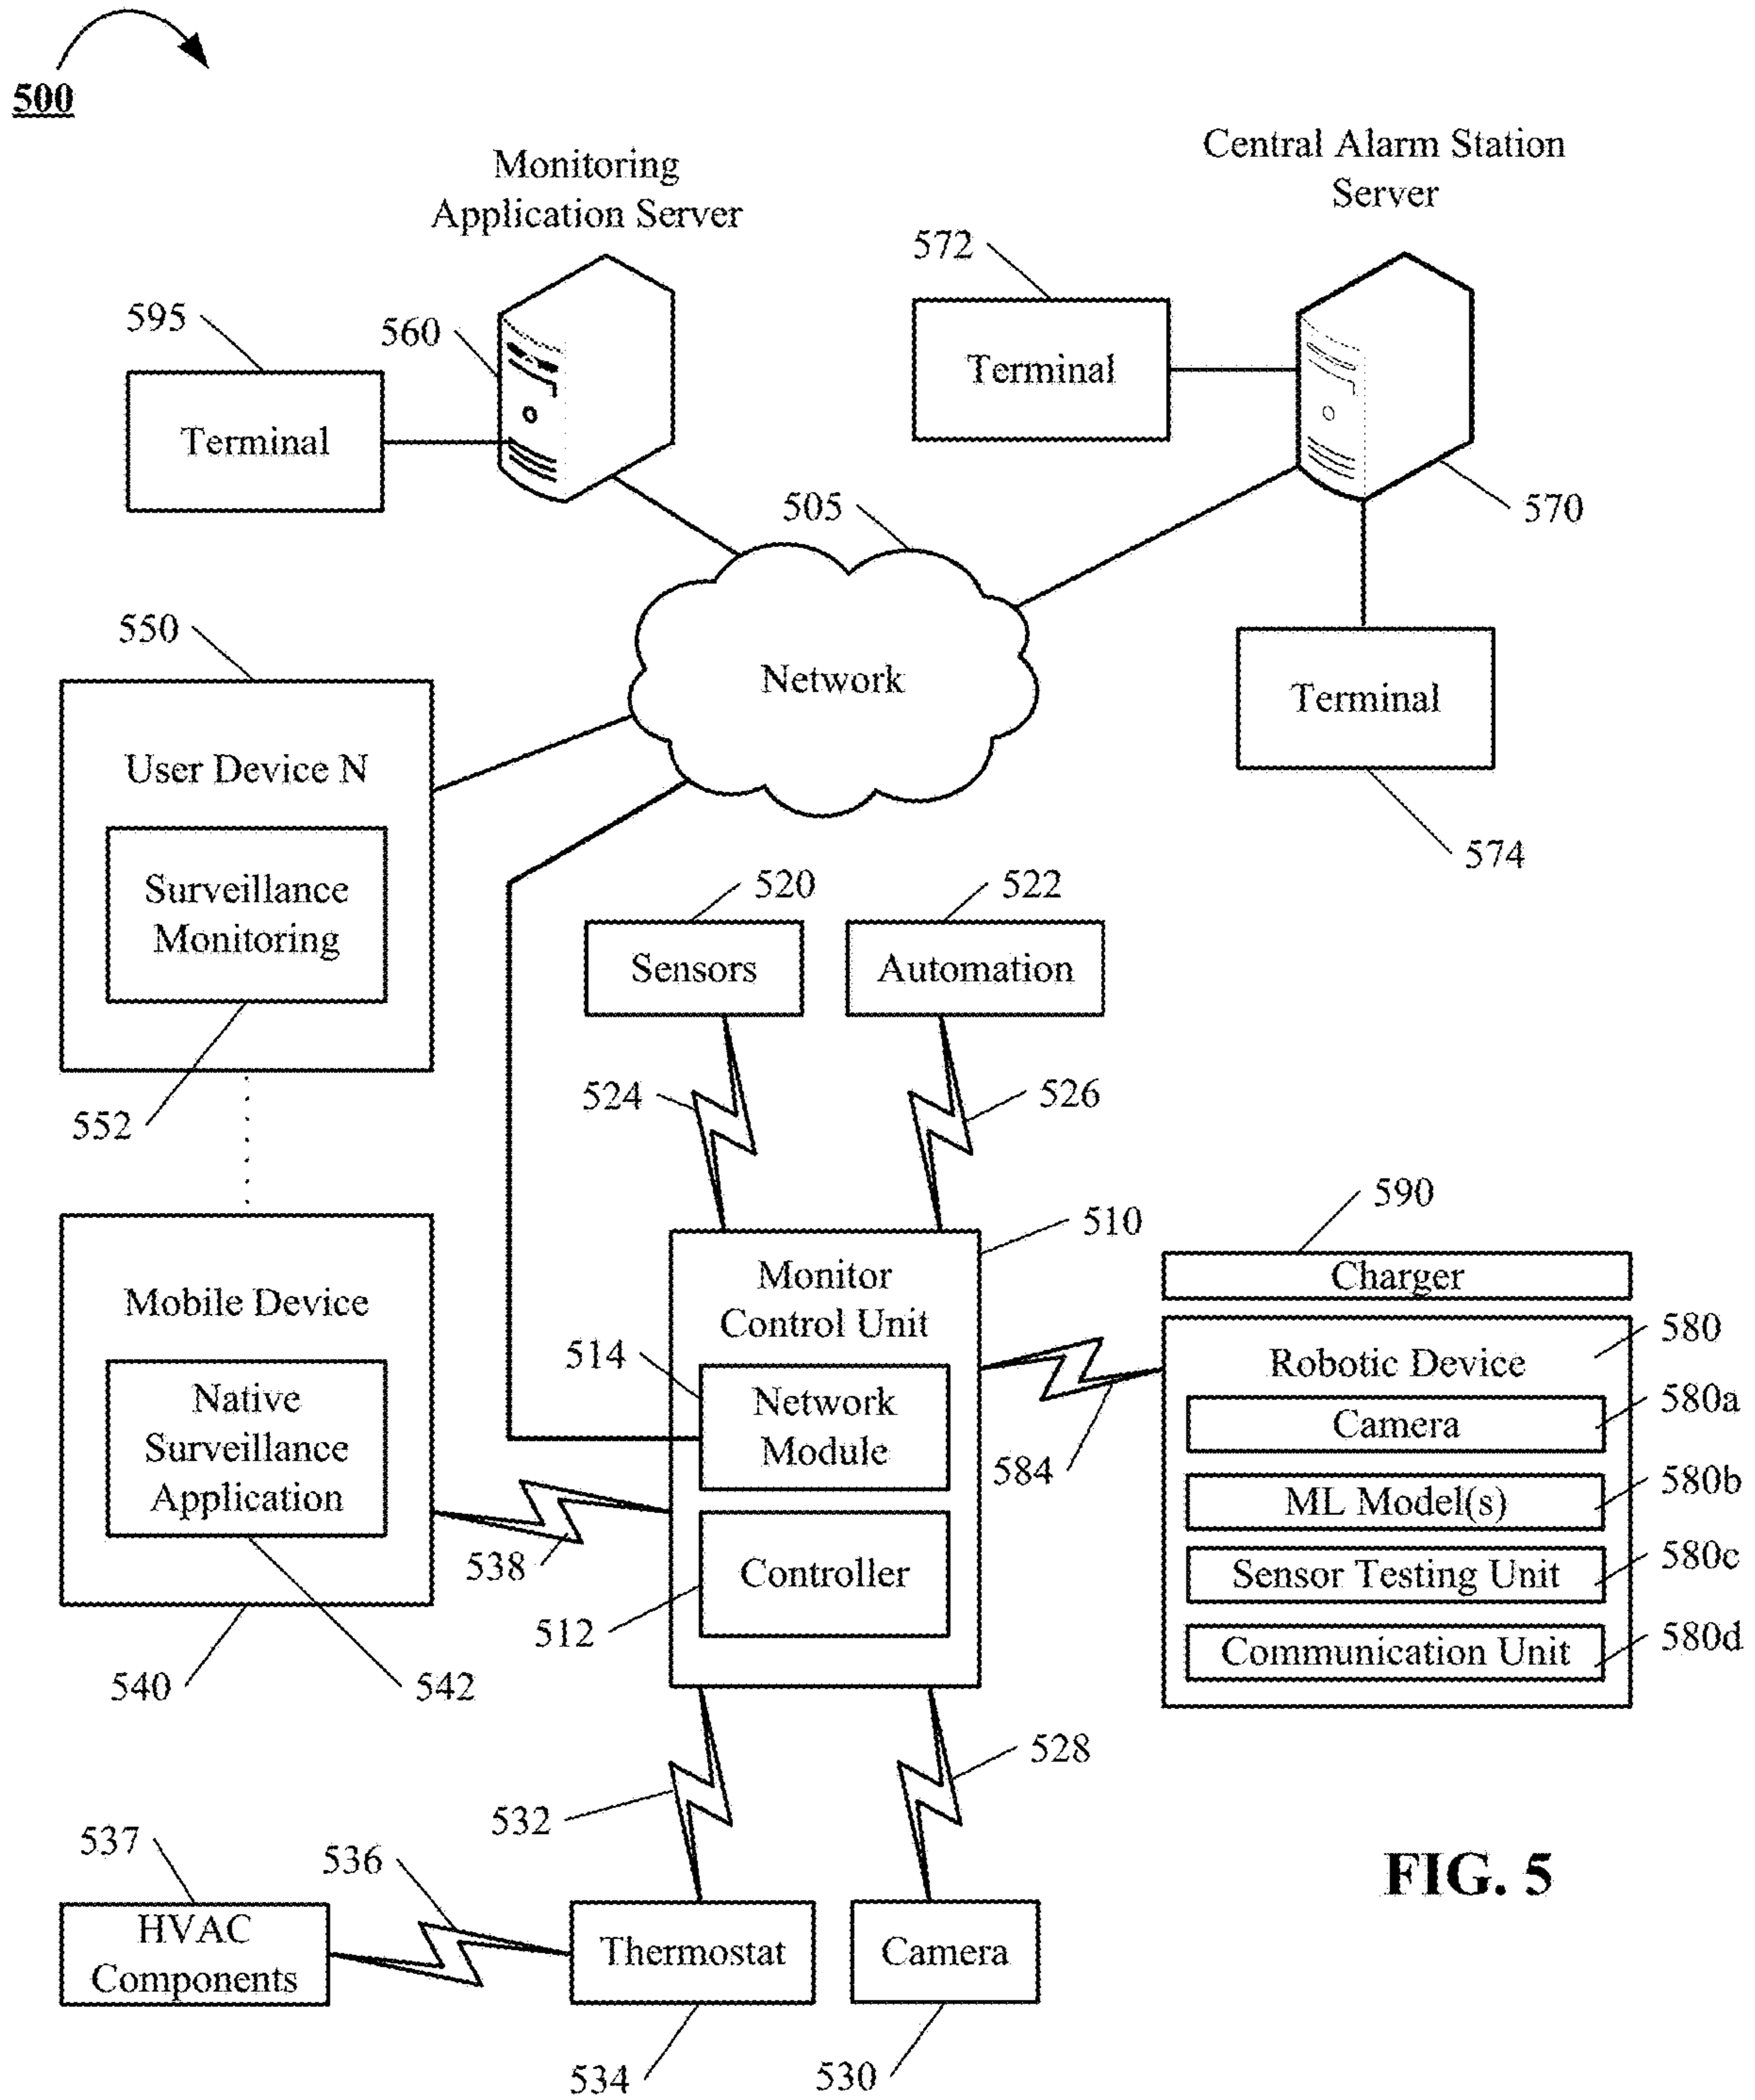 500
Monitoring
Application Server
Central Alarm Station
Server
572
595
560
Terminal
Terminal
505
570
550
Network
Terminal
User Device N
574
Surveillance
Monitoring
520
522
Sensors
Automation
552
524
526
590
510
Charger
Mobile Device
Monitor
Control Unit
580
514
Robotic Device
Native
Surveillance
Application
Network
Module
580a
Camera
584
580b
ML Model(s)
538
Controller
580c
Sensor Testing Unit
512
580d
Communication Unit
540
542
528
532
537
536
FIG. 5
HVAC
Components
Thermostat
Camera
534
530